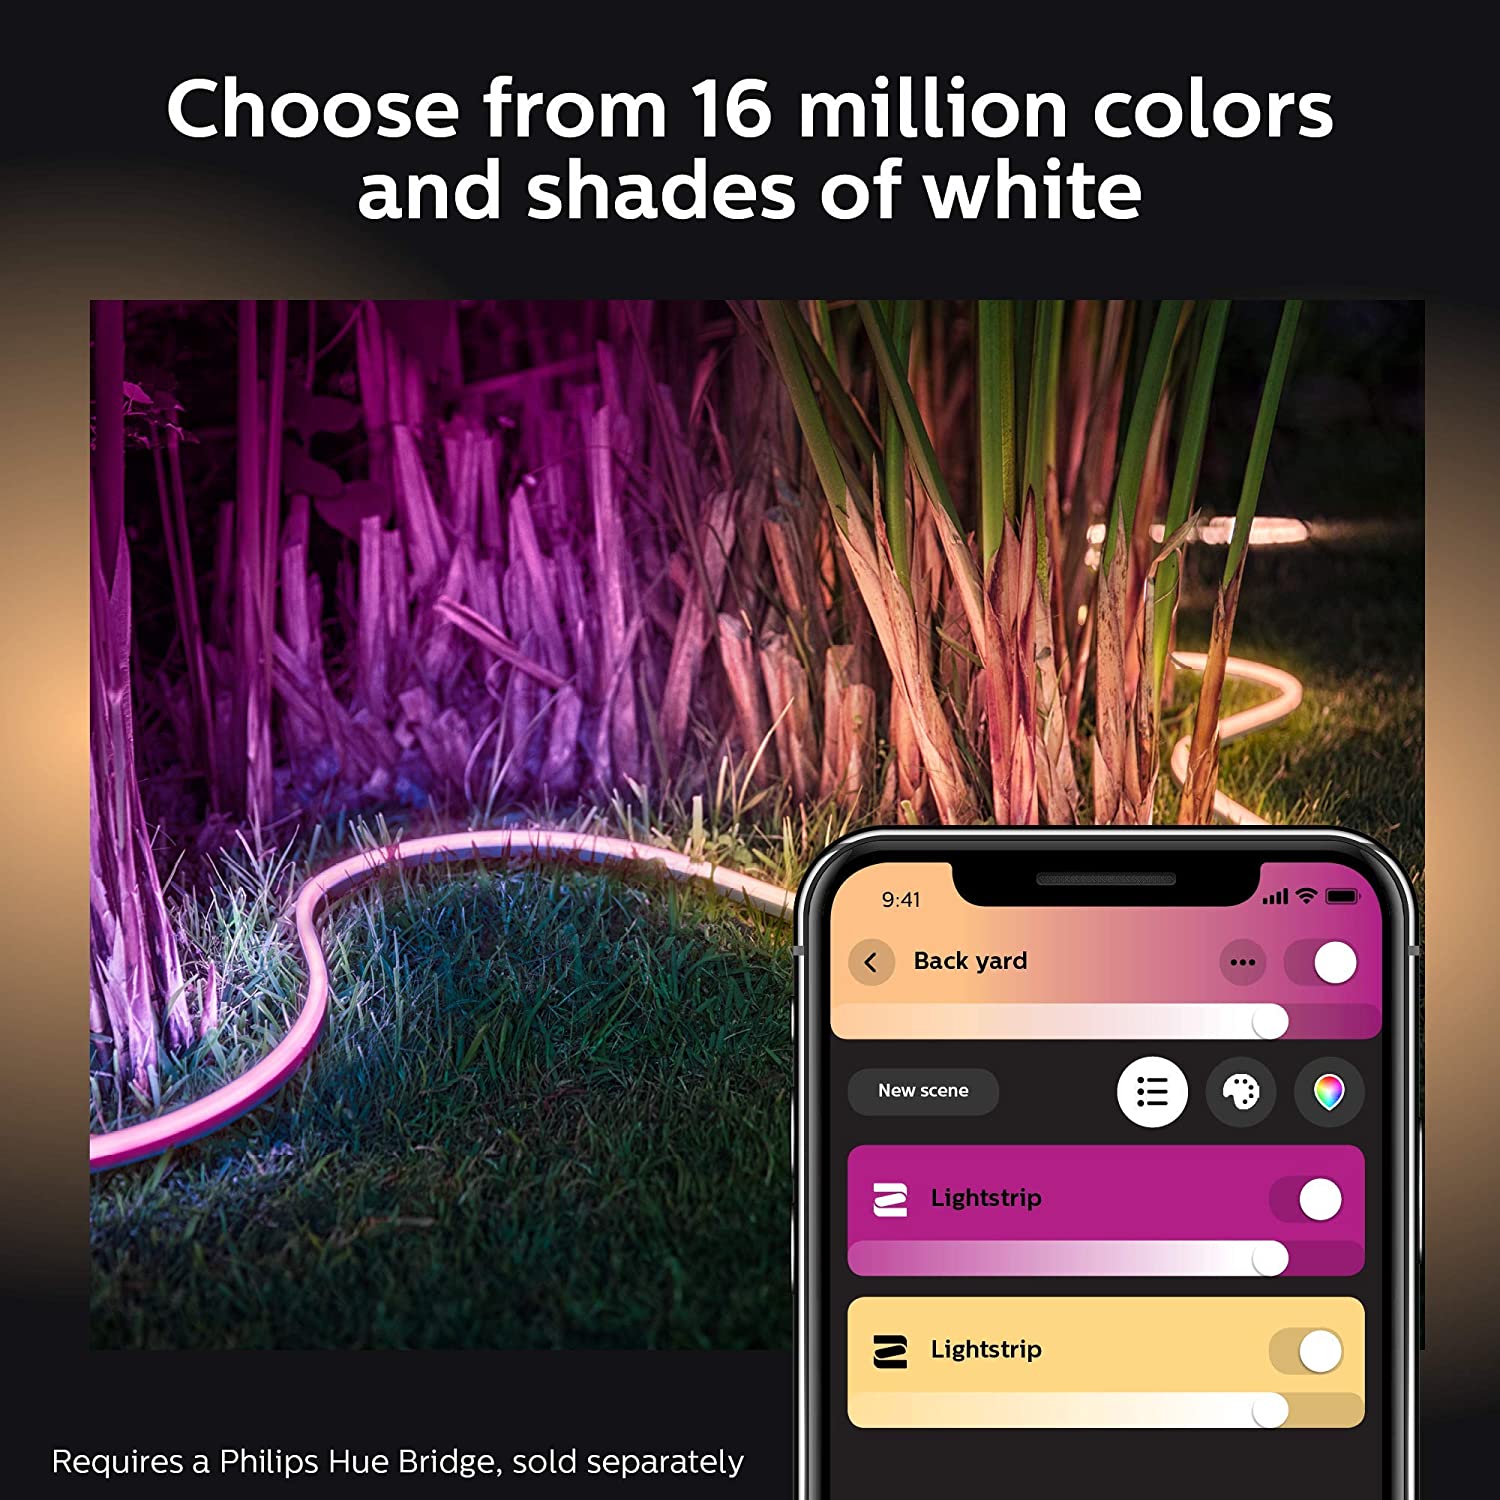 Choose from 16 million colors
and shades of white
9:41
Back yard
New scene
Lightstrip
Lightstrip
Requires a Philips Hue Bridge, sold separately